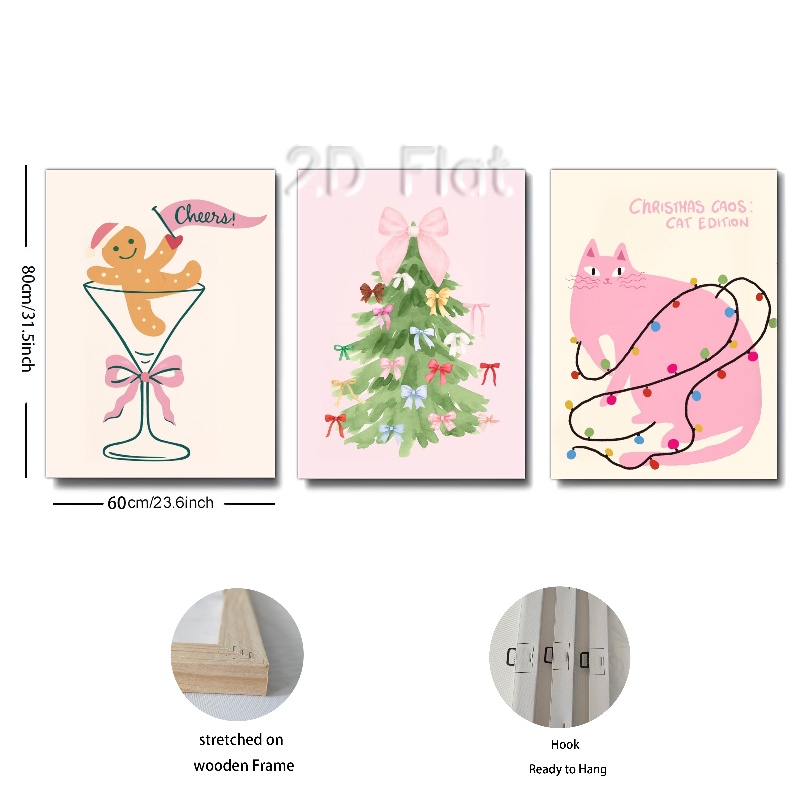 2D Flat
Cheers!
CHRISTMAS CAOS:
CAT EDITION
80cm/31.5inch
60cm/23.6inch
stretched on
wooden Frame
Hook
Ready to Hang